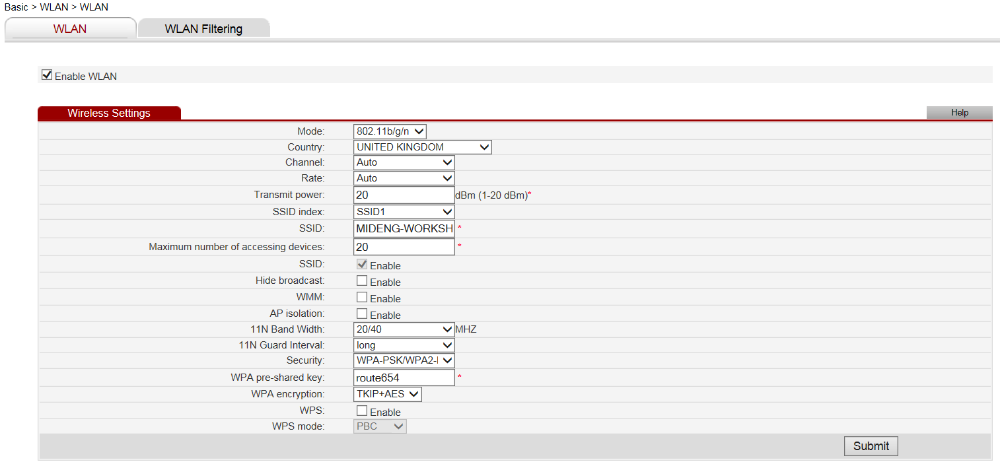 Basic > WLAN > WLAN
WLAN WLAN Filtering
Enable WLAN
Wireless Settings Help
Mode: 802.11b/g/n
Country: UNITED KINGDOM
Channel: Auto
Rate: Auto
Transmit power: 20 dBm (1-20 dBm)*
SSID index: SSID1
SSID: MIDENG-WORKSH *
Maximum number of accessing devices: 20 *
SSID: Enable
Hide broadcast: Enable
WMM: Enable
AP isolation: Enable
11N Band Width: 20/40 MHZ
11N Guard Interval: long
Security: WPA-PSK/WPA2-
WPA pre-shared key: route654 *
WPA encryption: TKIP+AES
WPS: Enable
WPS mode: PBC
Submit